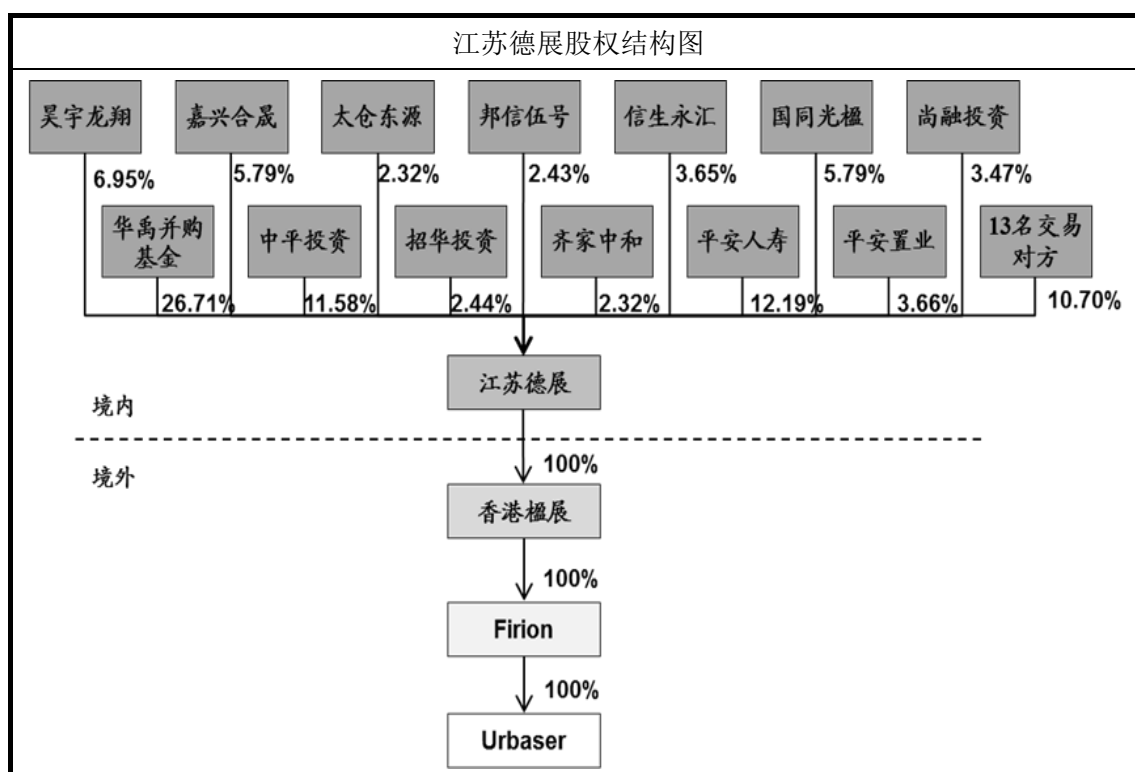 江苏德展股权结构图
昊宇龙翔
嘉兴合晟
太仓东源
邦信伍号
信生永汇
国同光楹
尚融投资
6.95%
5.79%
2.32%
2.43%
3.65%
5.79%
3.47%
华禹并购
基金
中平投资
招华投资
齐家中和
平安人寿
平安置业
13名交易
对方
26.71%
11.58%
2.44%
2.32%
12.19%
3.66%
10.70%
江苏德展
境内
境外
100%
香港楹展
100%
Firion
100%
Urbaser